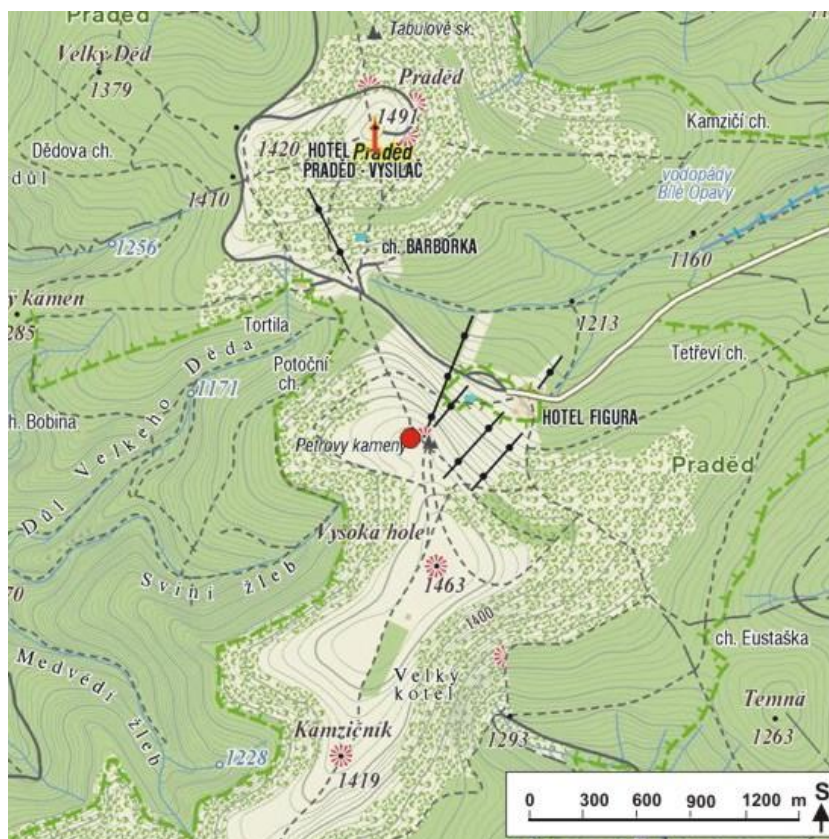 Praděd
Tabulové sk.
Velký Děd
1379
Praděd
1491
Kamzičí ch.
Dědova ch.
1420
HOTEL
Praděd
PRADĚD - VYSÍLAČ
důl
1410
vodopády
Bílé Opavy
1256
ch. BARBORKA
1160
ý kamen
285
Tortila
1213
Tetřeví ch.
Potoční
ch.
1171
h. Bobina
HOTEL FIGURA
Petrovy kameny
Praděd
Důl Velkého Děda
Vysoká hole
1463
Sviní žleb
70
1400
ch. Eustaška
Medvědí žleb
Velký
kotel
Temná
1263
Kamzičník
1293
1228
1419
0 300 600 900 1200 m
S